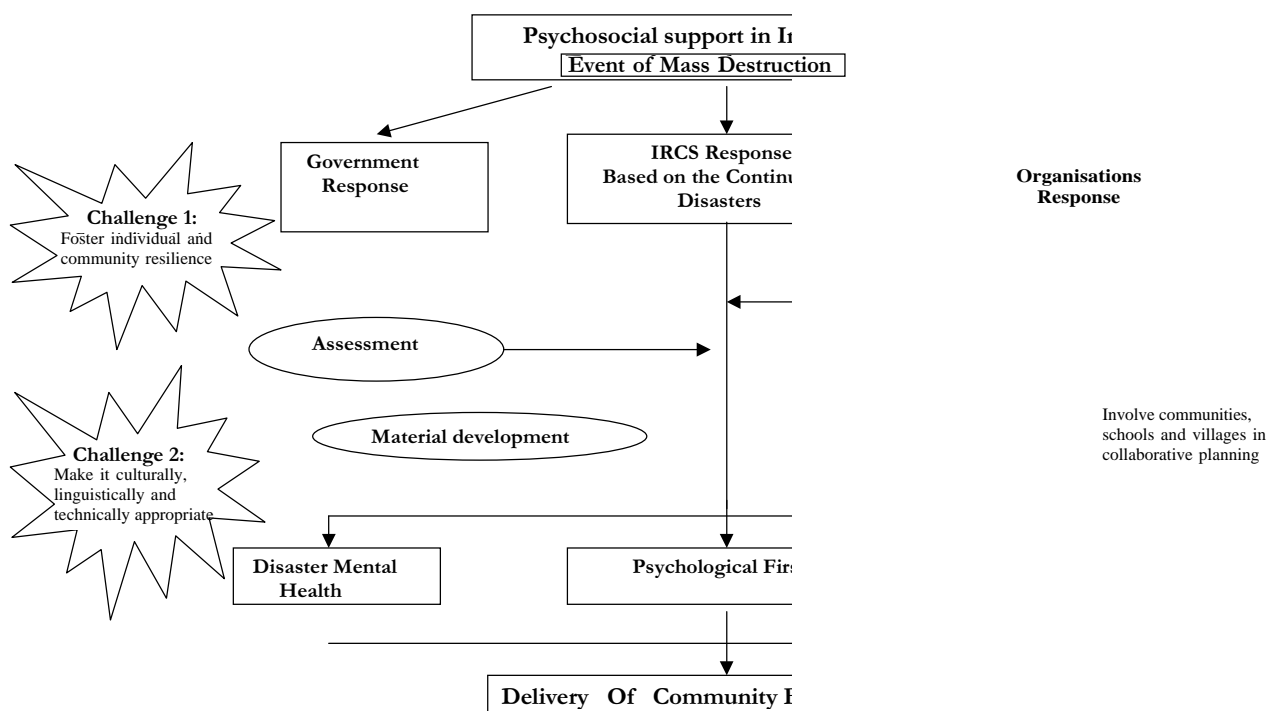 Psychosocial support in
Event of Mass Destruction
Government
Response
IRCS Response
Based on the
Disasters
Organisations
Response
Challenge 1:
Foster individual and
community resilience
Assessment
Material development
Involve communities,
schools and villages in
collaborative planning
Challenge 2:
Make it culturally,
linguistically and
technically appropriate
Disaster Mental
Health
Psychological
Delivery Of Community